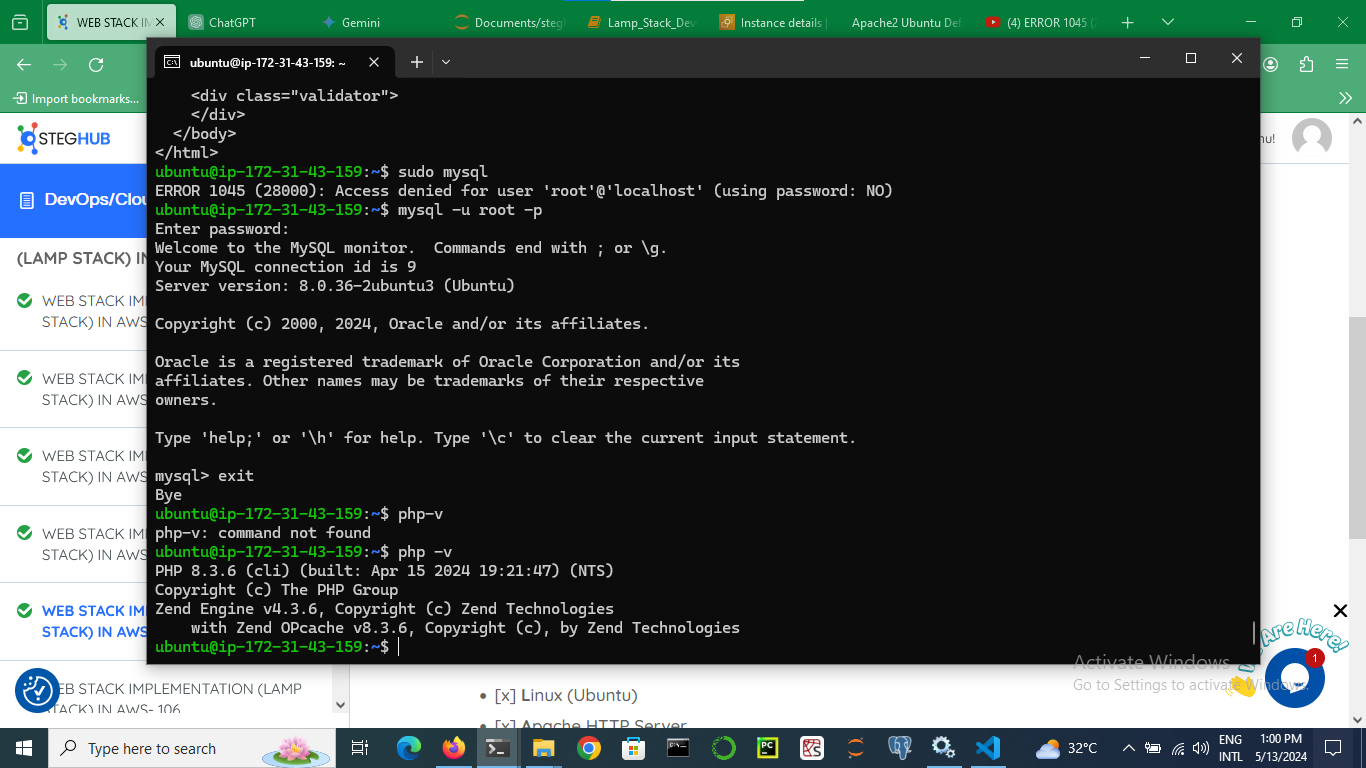 WEB STACK IM
ChatGPT
Gemini
Documents/stegl
Lamp_Stack_Dev
Instance details |
Apache2 Ubuntu Def
(4) ERROR 1045 (2
Import bookmarks...
ubuntu@ip-172-31-43-159: ~
<div class="validator">
</div>
</body>
</html>
ubuntu@ip-172-31-43-159:~$ sudo mysql
ERROR 1045 (28000): Access denied for user 'root'@'localhost' (using password: NO)
ubuntu@ip-172-31-43-159:~$ mysql -u root -p
Enter password:
Welcome to the MySQL monitor.  Commands end with ; or \g.
Your MySQL connection id is 9
Server version: 8.0.36-2ubuntu3 (Ubuntu)
Copyright (c) 2000, 2024, Oracle and/or its affiliates.
Oracle is a registered trademark of Oracle Corporation and/or its
affiliates. Other names may be trademarks of their respective
owners.
Type 'help;' or '\h' for help. Type '\c' to clear the current input statement.
mysql> exit
Bye
ubuntu@ip-172-31-43-159:~$ php-v
php-v: command not found
ubuntu@ip-172-31-43-159:~$ php -v
PHP 8.3.6 (cli) (built: Apr 15 2024 19:21:47) (NTS)
Copyright (c) The PHP Group
Zend Engine v4.3.6, Copyright (c) Zend Technologies
with Zend OPcache v8.3.6, Copyright (c), by Zend Technologies
ubuntu@ip-172-31-43-159:~$
STEGHUB
nu!
DevOps/Clou
(LAMP STACK) IN
WEB STACK IM
STACK) IN AWS
WEB STACK IM
STACK) IN AWS
WEB STACK IM
STACK) IN AWS
WEB STACK IM
STACK) IN AWS
WEB STACK IM
STACK) IN AWS
WEB STACK IMPLEMENTATION (LAMP
STACK) IN AWS- 106
• [x] Linux (Ubuntu)
• [x] Apache HTTP Server
Are Here!
1
Activate Windows
Go to Settings to activate Windows.
Type here to search
PC
32°C
ENG
INTL
1:00 PM
5/13/2024